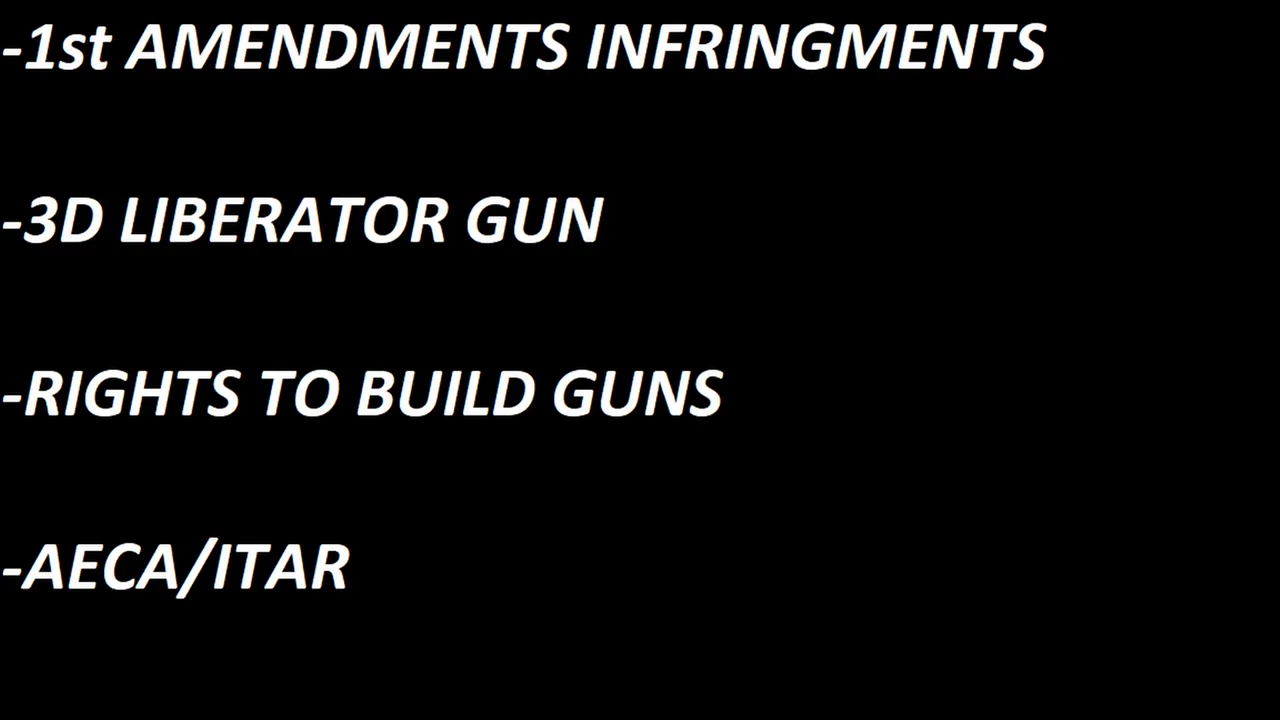 -1st AMENDMENTS INFRINGMENTS
-3D LIBERATOR GUN
-RIGHTS TO BUILD GUNS
-AECA/ITAR